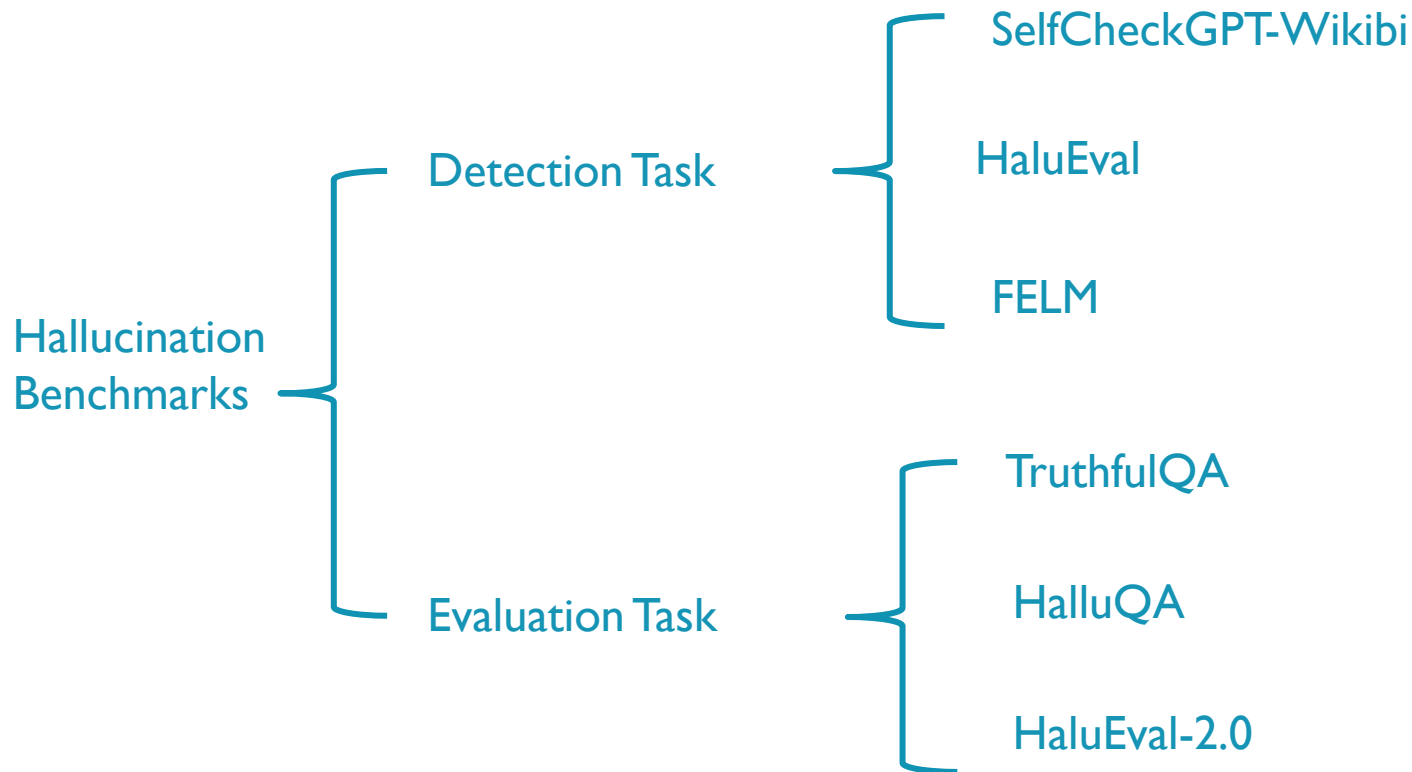 SelfCheckGPT-Wikibi
Detection Task
HaluEval
FELM
Hallucination
Benchmarks
TruthfulQA
Evaluation Task
HalluQA
HaluEval-2.0